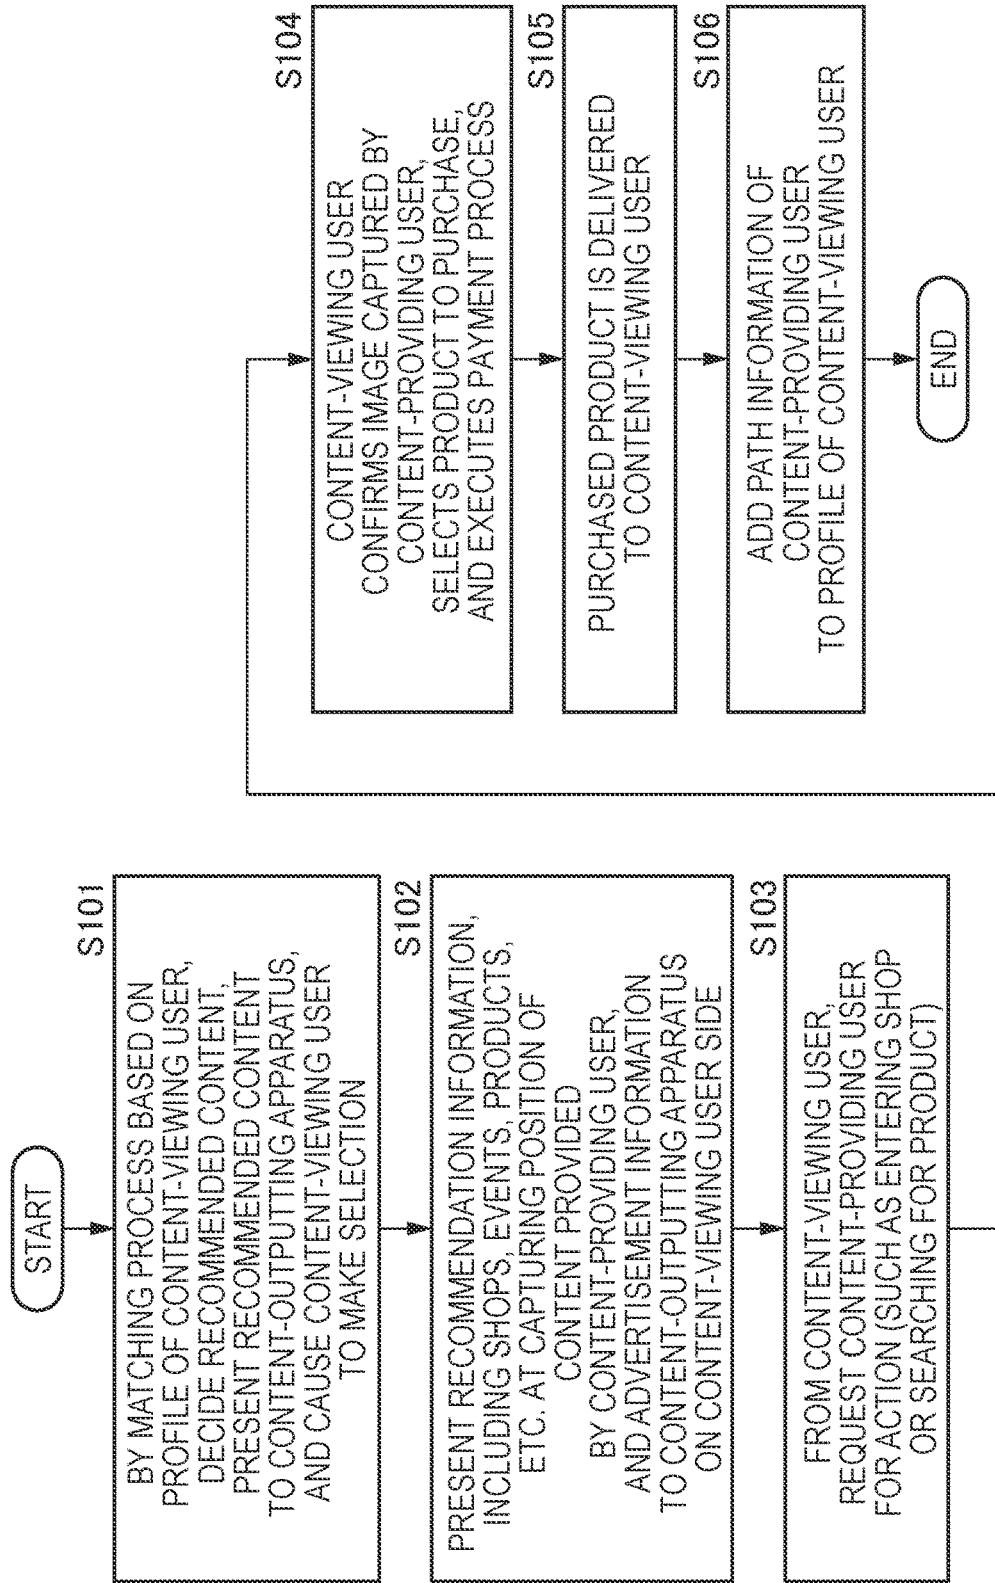 START
S101
BY MATCHING PROCESS BASED ON
PROFILE OF CONTENT-VIEWING USER,
DECIDE RECOMMENDED CONTENT,
PRESENT RECOMMENDED CONTENT
TO CONTENT-OUTPUTTING APPARATUS,
AND CAUSE CONTENT-VIEWING USER
TO MAKE SELECTION
S102
PRESENT RECOMMENDATION INFORMATION,
INCLUDING SHOPS, EVENTS, PRODUCTS,
ETC. AT CAPTURING POSITION OF
CONTENT PROVIDED
BY CONTENT-PROVIDING USER,
AND ADVERTISEMENT INFORMATION
TO CONTENT-OUTPUTTING APPARATUS
ON CONTENT-VIEWING USER SIDE
S103
FROM CONTENT-VIEWING USER,
REQUEST CONTENT-PROVIDING USER
FOR ACTION (SUCH AS ENTERING SHOP
OR SEARCHING FOR PRODUCT)
S104
CONTENT-VIEWING USER
CONFIRMS IMAGE CAPTURED BY
CONTENT-PROVIDING USER,
SELECTS PRODUCT TO PURCHASE,
AND EXECUTES PAYMENT PROCESS
S105
PURCHASED PRODUCT IS DELIVERED
TO CONTENT-VIEWING USER
S106
ADD PATH INFORMATION OF
CONTENT-PROVIDING USER
TO PROFILE OF CONTENT-VIEWING USER
END